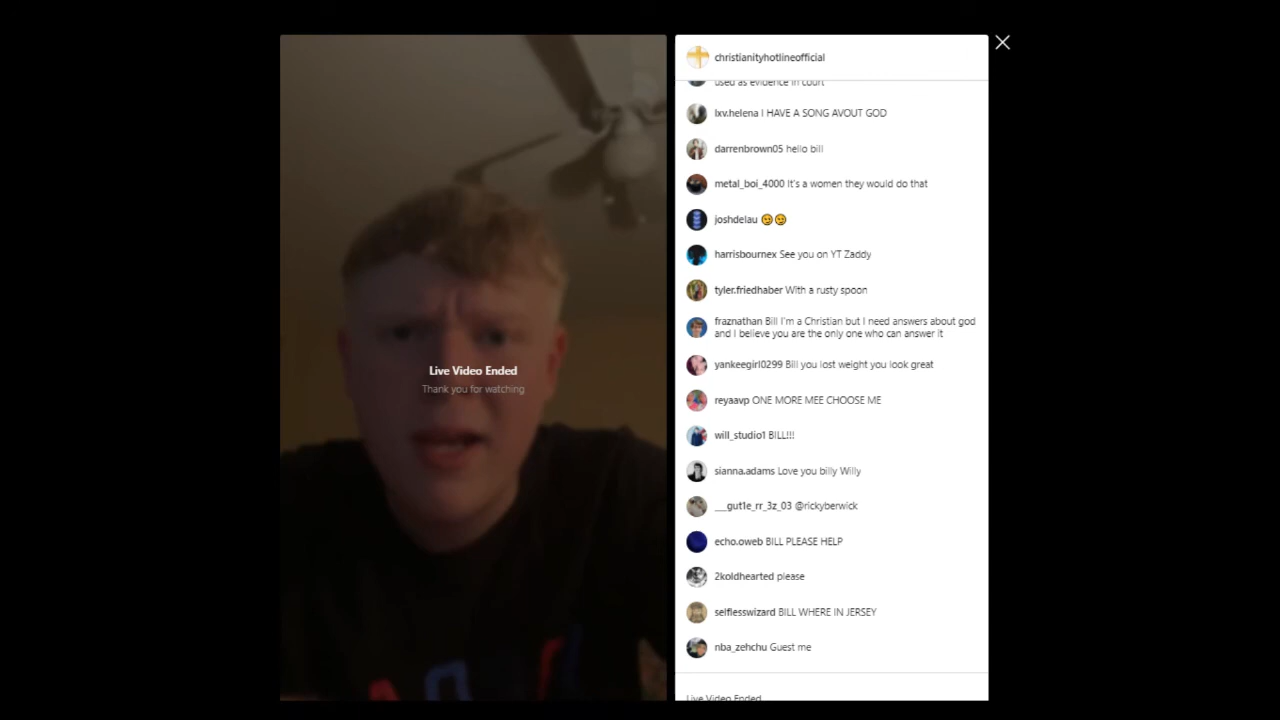 christianityhotlineofficial
used as evidence in court
lxv.helena I HAVE A SONG AVOUT GOD
darrenbrown05 hello bill
metal_boi_4000 It's a women they would do that
joshdelau 😏😏
harrisbournex See you on YT Zaddy
tyler.friedhaber With a rusty spoon
fraznathan Bill I'm a Christian but I need answers about god
and I believe you are the only one who can answer it
yankeegirl0299 Bill you lost weight you look great
reyaavp ONE MORE MEE CHOOSE ME
will_studio1 BILL!!!
sianna.adams Love you billy Willy
___gut1e_rr_3z_03 @rickyberwick
echo.oweb BILL PLEASE HELP
2koldhearted please
selflesswizard BILL WHERE IN JERSEY
nba_zehchu Guest me
Live Video Ended
Live Video Ended
Thank you for watching